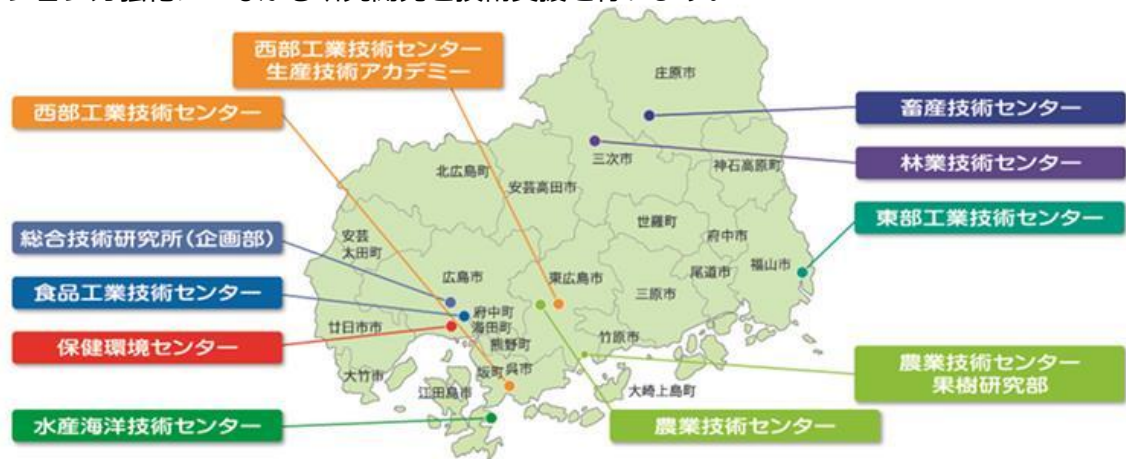 西部工業技術センター
生産技術アカデミー
西部工業技術センター
総合技術研究所(企画部)
食品工業技術センター
保健環境センター
水産海洋技術センター
畜産技術センター
林業技術センター
東部工業技術センター
農業技術センター
果樹研究部
農業技術センター
庄原市
三次市
神石高原町
北広島町
安芸高田市
世羅町
府中市
安芸
太田町
広島市
東広島市
三原市
尾道市
福山市
府中町
海田町
廿日市市
熊野町
竹原市
大竹市
坂町
呉市
江田島市
大崎上島町